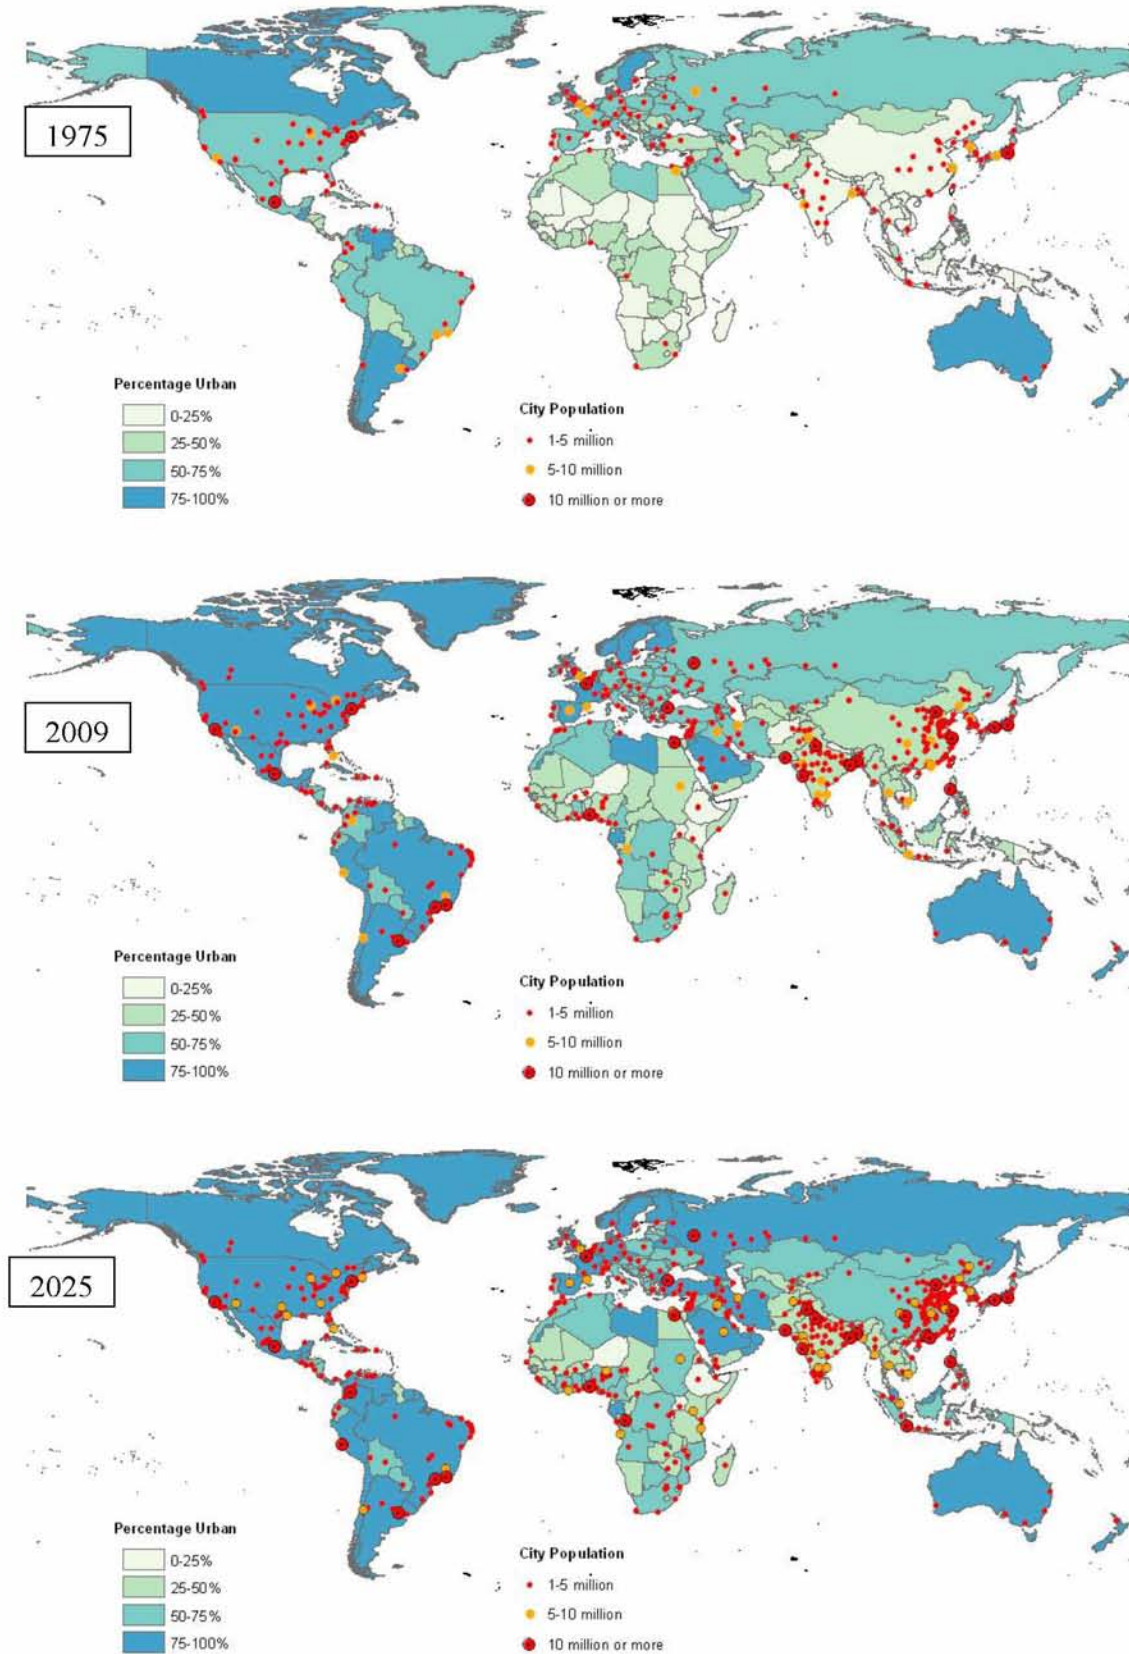 1975
Percentage Urban
0-25%
25-50%
50-75%
75-100%
City Population
1-5 million
5-10 million
10 million or more
2009
Percentage Urban
0-25%
25-50%
50-75%
75-100%
City Population
1-5 million
5-10 million
10 million or more
2025
Percentage Urban
0-25%
25-50%
50-75%
75-100%
City Population
1-5 million
5-10 million
10 million or more